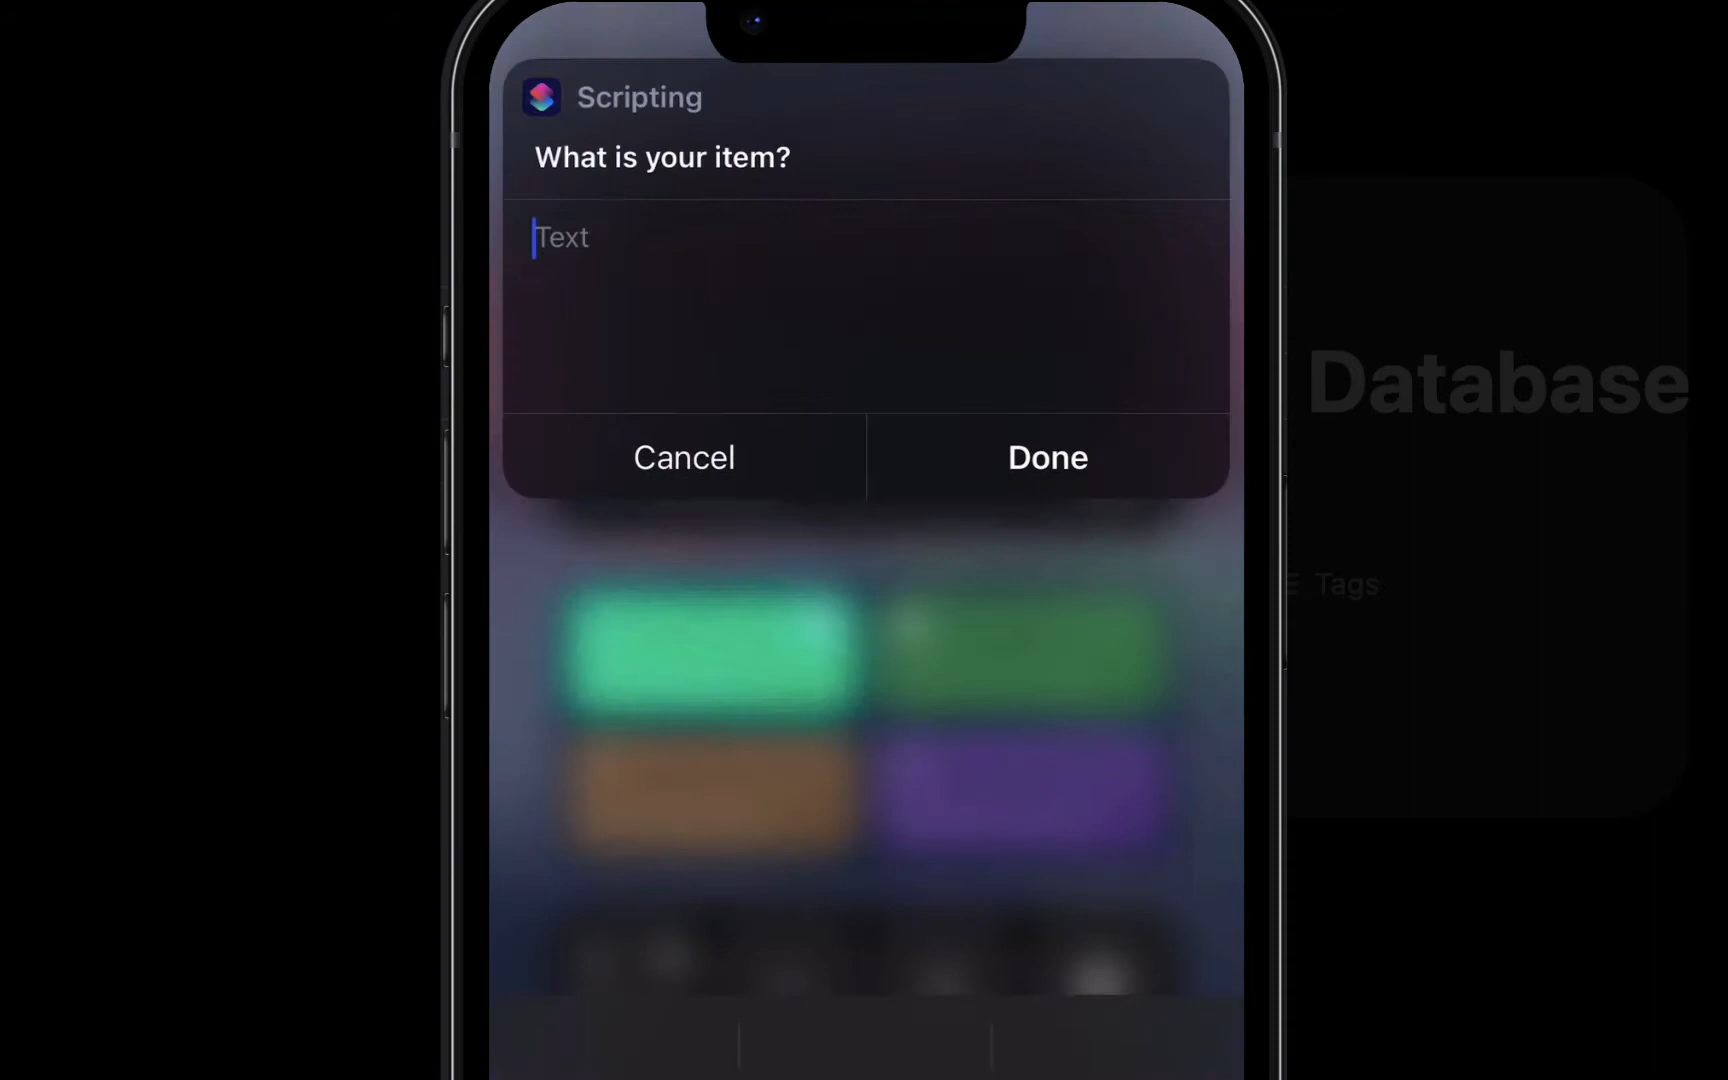 Scripting
What is your item?
Text
Cancel
Done
Database
Tags